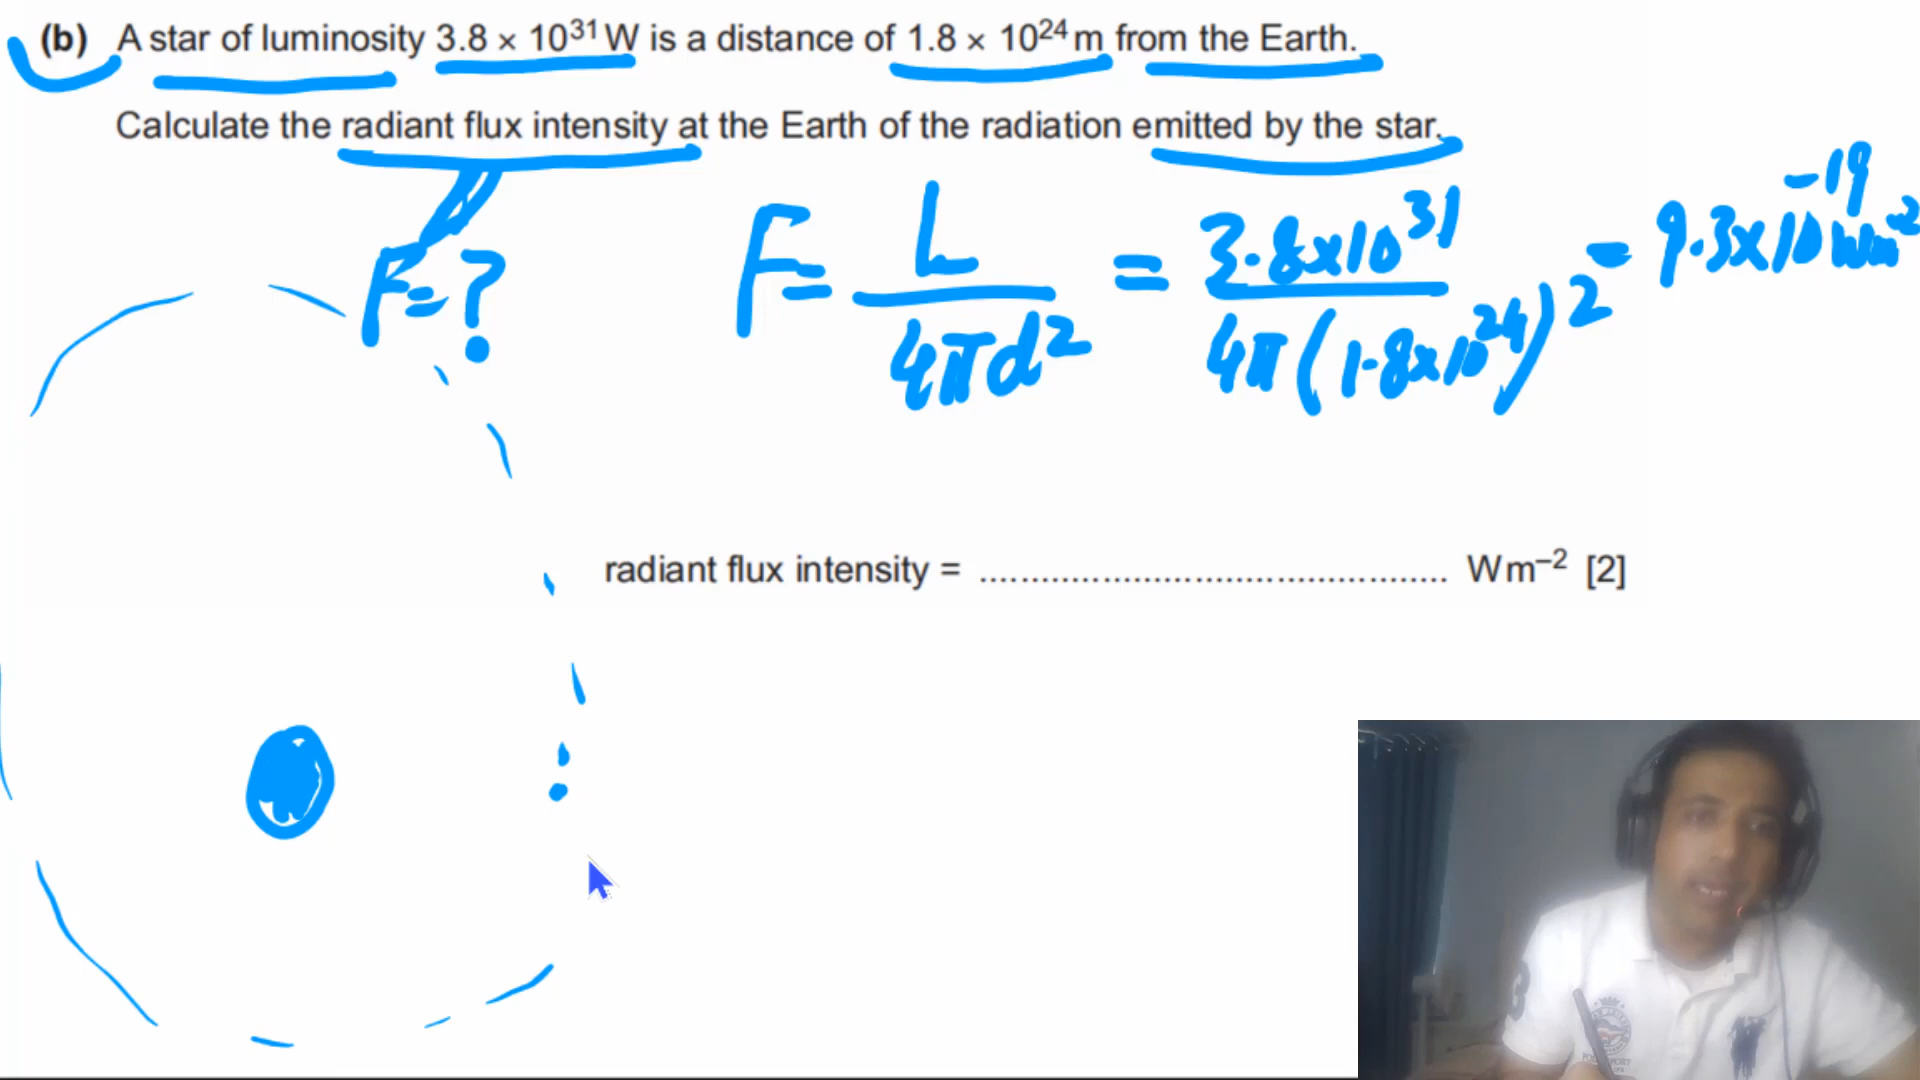 (b) A star of luminosity 3.8 × 10³¹ W is a distance of 1.8 × 10²⁴ m from the Earth.
Calculate the radiant flux intensity at the Earth of the radiation emitted by the star.
F=?
F= L / 4πd² = 3.8×10³¹ / 4π(1.8×10²⁴)² = 9.3×10⁻¹⁹ Wm⁻²
radiant flux intensity = ............................................. W m⁻² [2]
3